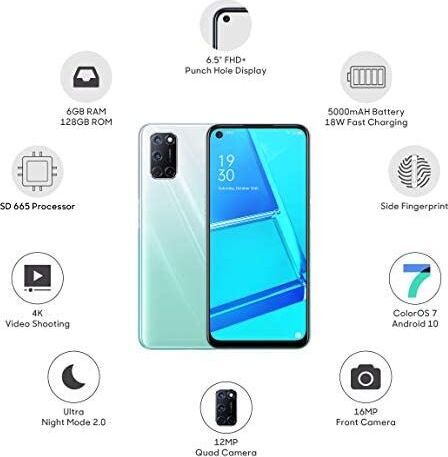 6.5" FHD+
Punch Hole Display
6GB RAM
128GB ROM
5000mAH Battery
18W Fast Charging
19
30
SD 665 Processor
Side Fingerprint
4K
Video Shooting
7
ColorOS 7
Android 10
Ultra
Night Mode 2.0
12MP
Quad Camera
16MP
Front Camera